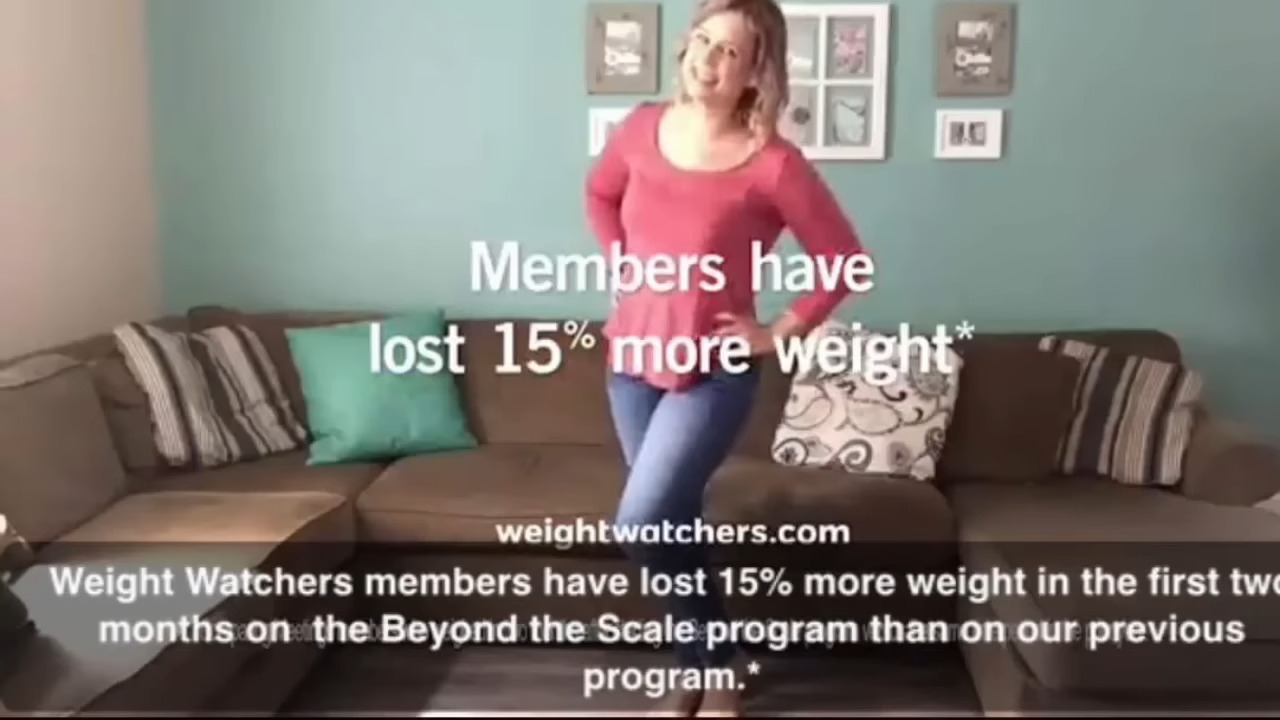 Members have
lost 15% more weight*
weightwatchers.com
Weight Watchers members have lost 15% more weight in the first two
months on the Beyond the Scale program than on our previous
program.*